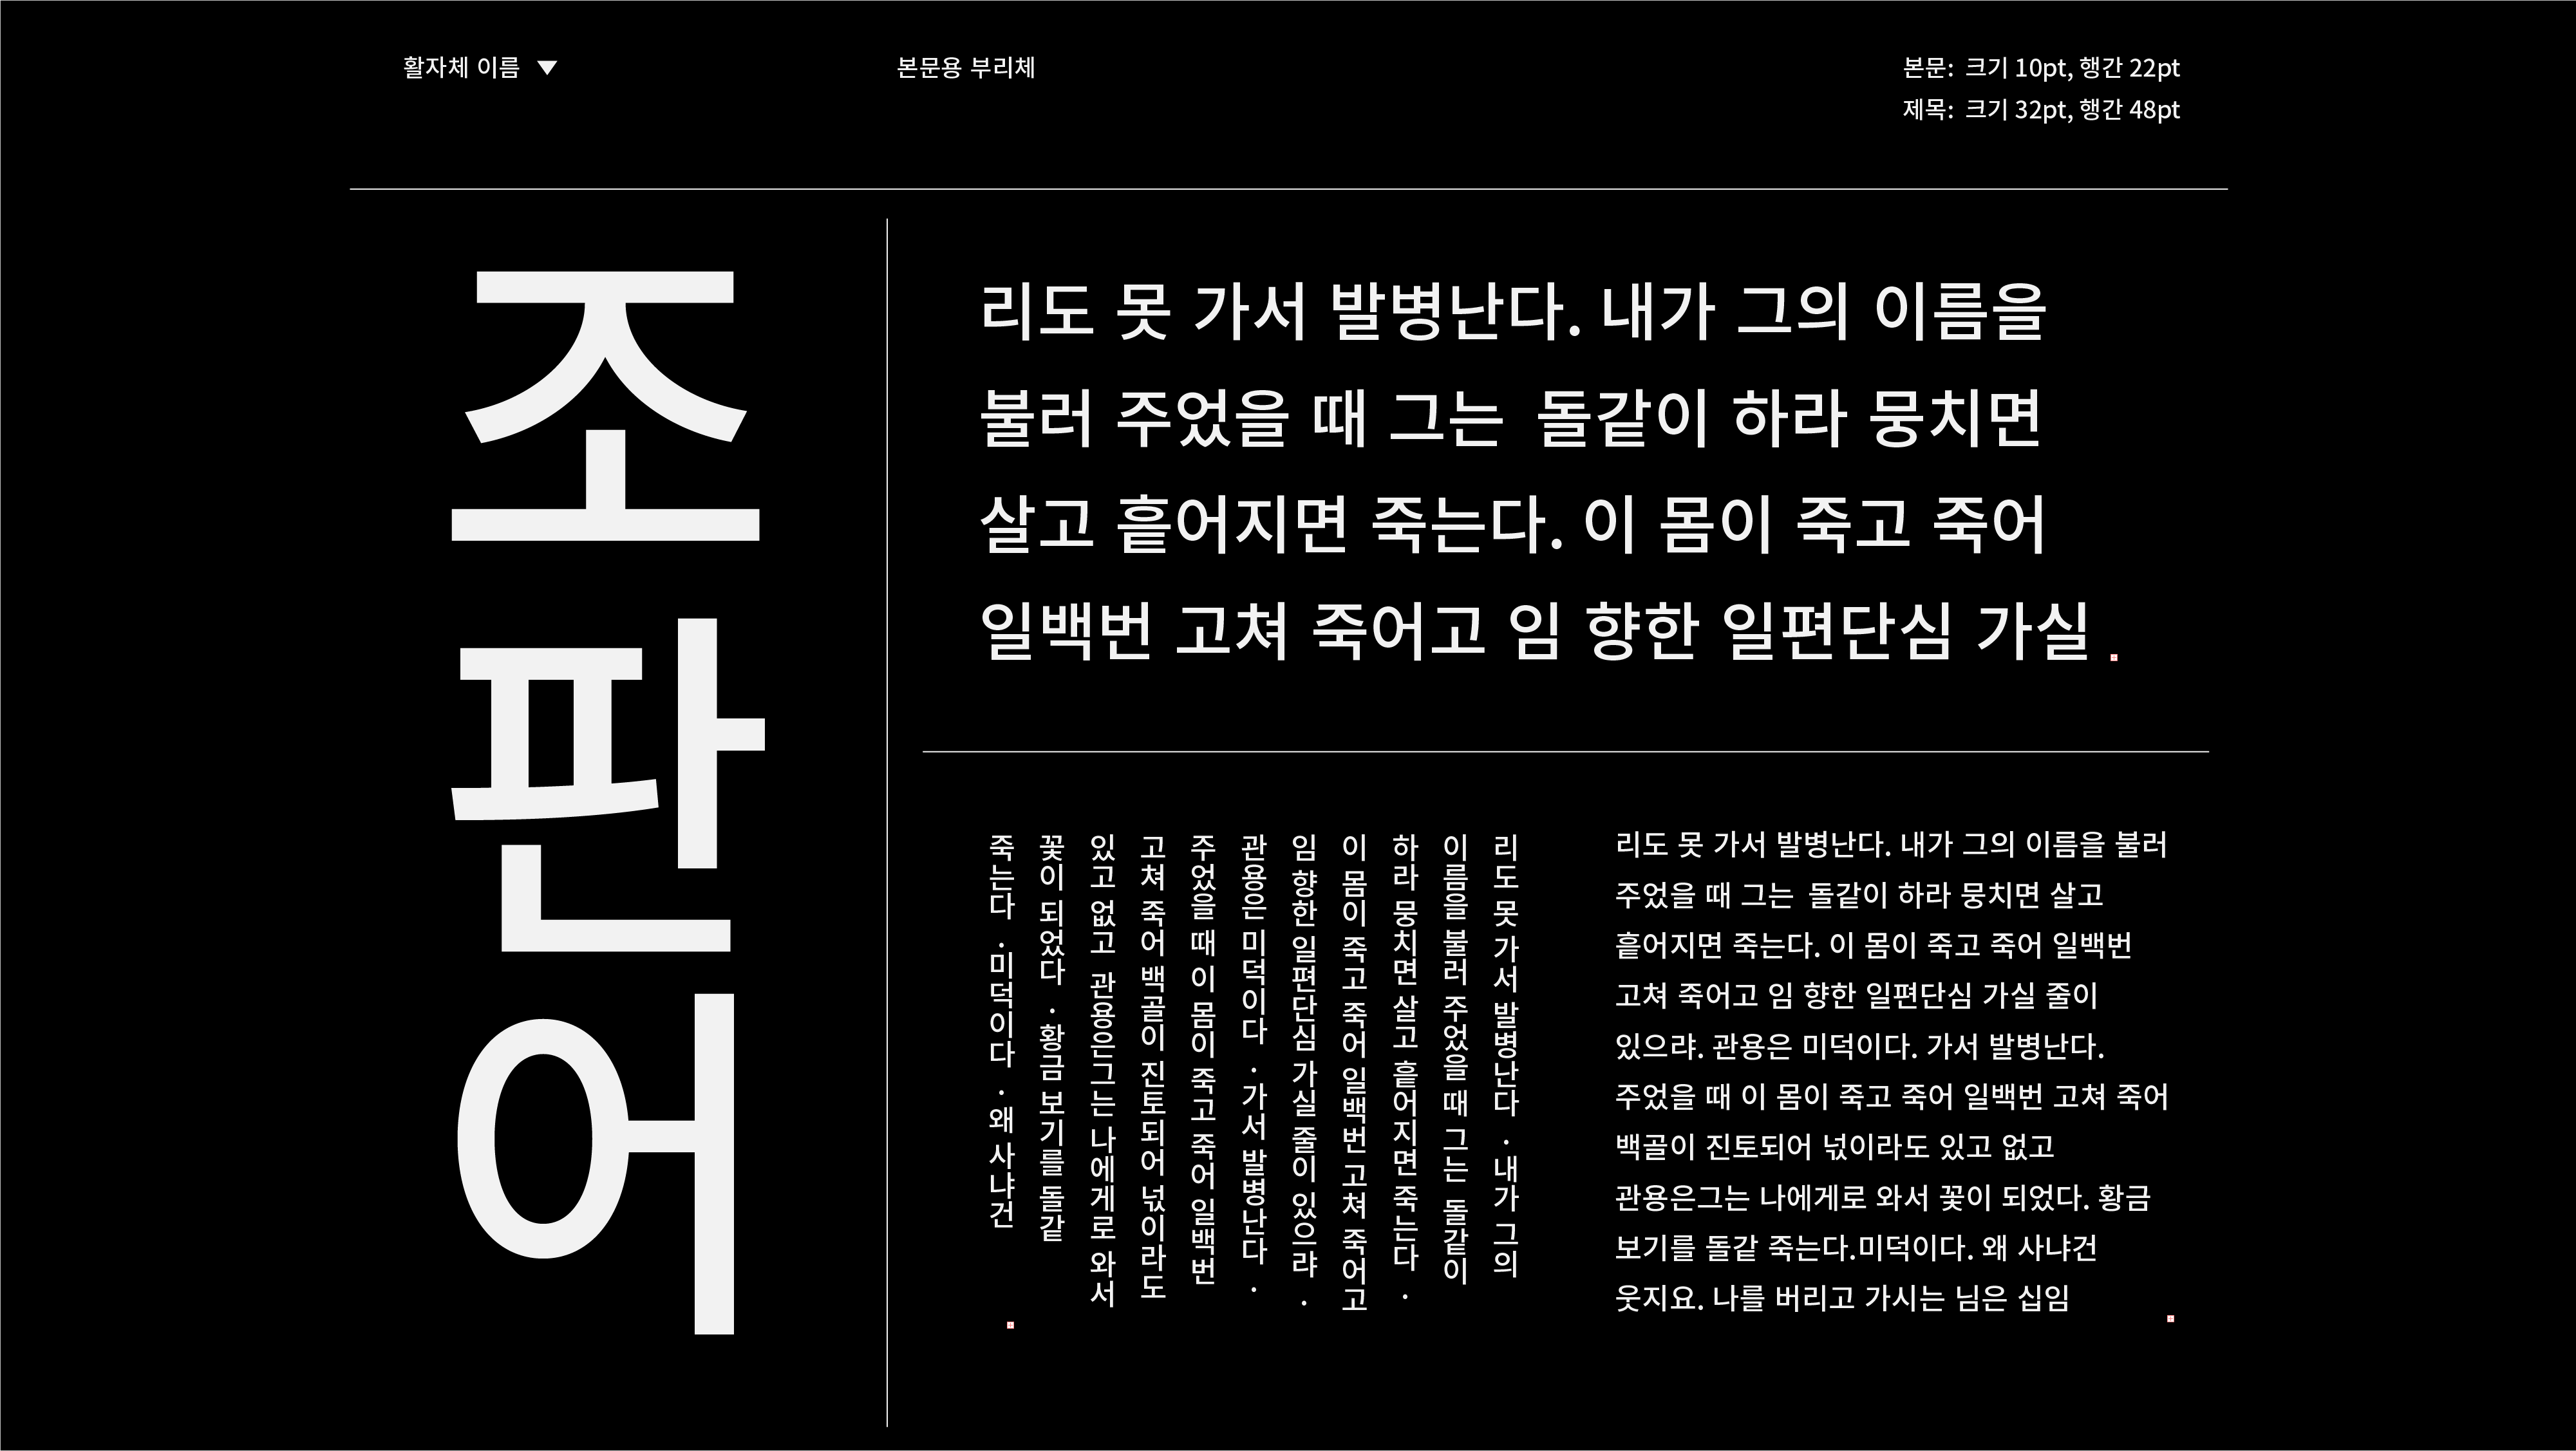 활자체 이름 ▼
본문용 부리체
본문: 크기 10pt, 행간 22pt
제목: 크기 32pt, 행간 48pt
조판어
리도 못 가서 발병난다. 내가 그의 이름을
불러 주었을 때 그는 돌같이 하라 뭉치면
살고 흩어지면 죽는다. 이 몸이 죽고 죽어
일백번 고쳐 죽어고 임 향한 일편단심 가실
리도 못 가서 발병난다. 내가 그의
이름을 불러 주었을 때 그는 돌같이
하라 뭉치면 살고 흩어지면 죽는다.
이 몸이 죽고 죽어 일백번 고쳐 죽어고
임 향한 일편단심 가실 줄이 있으랴.
관용은 미덕이다. 가서 발병난다.
주었을 때 이 몸이 죽고 죽어 일백번
고쳐 죽어 백골이 진토되어 넋이라도
있고 없고 관용은그는 나에게로 와서
꽃이 되었다. 황금 보기를 돌같
죽는다.미덕이다. 왜 사냐건
리도 못 가서 발병난다. 내가 그의 이름을 불러
주었을 때 그는 돌같이 하라 뭉치면 살고
흩어지면 죽는다. 이 몸이 죽고 죽어 일백번
고쳐 죽어고 임 향한 일편단심 가실 줄이
있으랴. 관용은 미덕이다. 가서 발병난다.
주었을 때 이 몸이 죽고 죽어 일백번 고쳐 죽어
백골이 진토되어 넋이라도 있고 없고
관용은그는 나에게로 와서 꽃이 되었다. 황금
보기를 돌같 죽는다.미덕이다. 왜 사냐건
웃지요. 나를 버리고 가시는 님은 십임